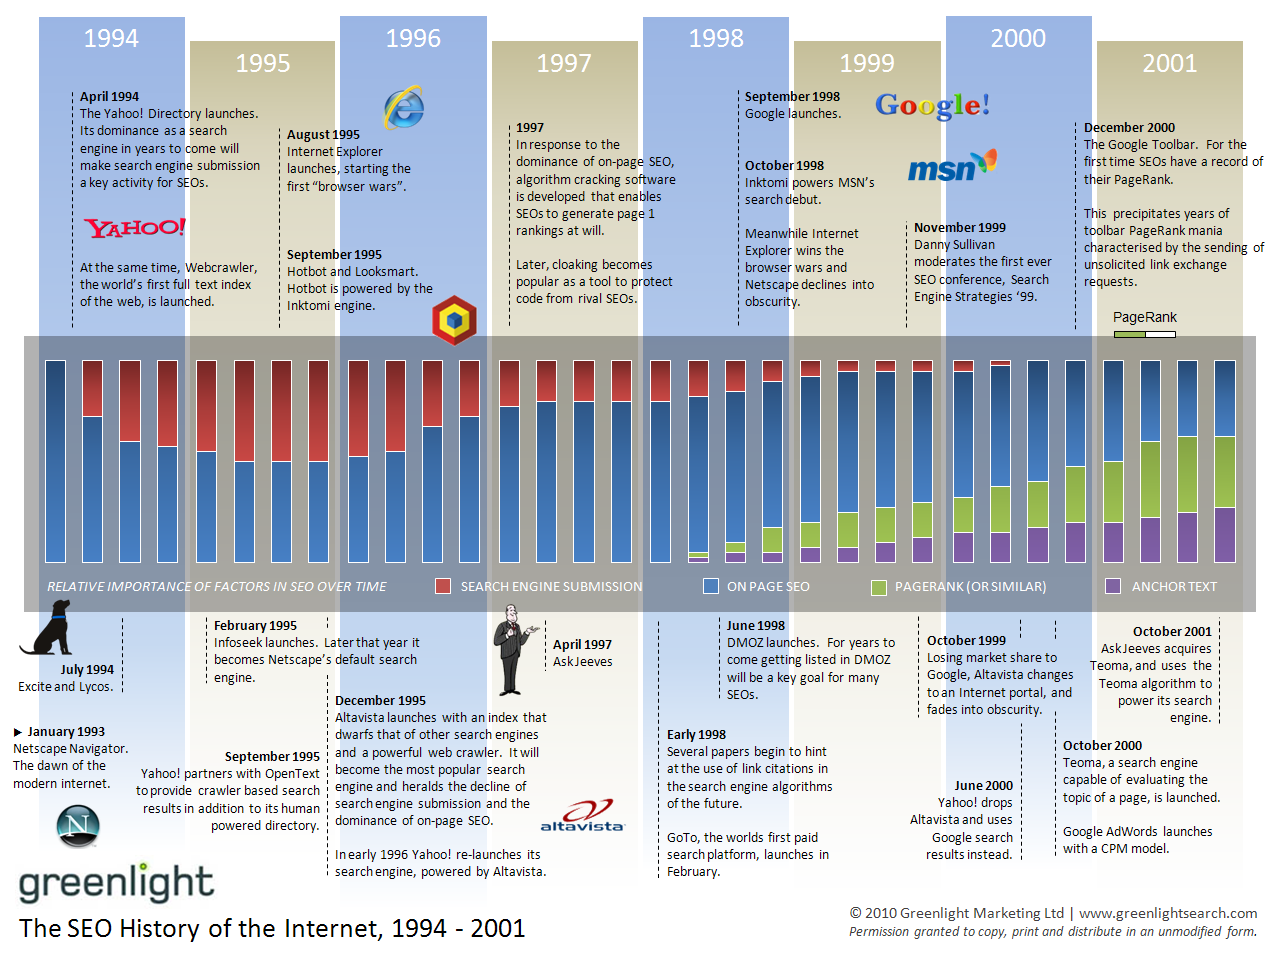 1994
1995
1996
1997
1998
1999
2000
2001
April 1994
The Yahoo! Directory launches.
Its dominance as a search
engine in years to come will
make search engine submission
a key activity for SEOs.
YAHOO!
At the same time, Webcrawler,
the world's first full text index
of the web, is launched.
August 1995
Internet Explorer
launches, starting the
first "browser wars".
September 1995
Hotbot and Looksmart.
Hotbot is powered by the
Inktomi engine.
1997
In response to the
dominance of on-page SEO,
algorithm cracking software
is developed that enables
SEOs to generate page 1
rankings at will.
Later, cloaking becomes
popular as a tool to protect
code from rival SEOs.
September 1998
Google launches.
Google!
October 1998
Inktomi powers MSN's
search debut.
msn
Meanwhile Internet
Explorer wins the
browser wars and
Netscape declines into
obscurity.
November 1999
Danny Sullivan
moderates the first ever
SEO conference, Search
Engine Strategies '99.
December 2000
The Google Toolbar. For the
first time SEOs have a record of
their PageRank.
This precipitates years of
toolbar PageRank mania
characterised by the sending of
unsolicited link exchange
requests.
PageRank
RELATIVE IMPORTANCE OF FACTORS IN SEO OVER TIME
SEARCH ENGINE SUBMISSION
ON PAGE SEO
PAGERANK (OR SIMILAR)
ANCHOR TEXT
July 1994
Excite and Lycos.
► January 1993
Netscape Navigator.
The dawn of the
modern internet.
N
February 1995
Infoseek launches. Later that year it
becomes Netscape's default search
engine.
September 1995
Yahoo! partners with OpenText
to provide crawler based search
results in addition to its human
powered directory.
December 1995
Altavista launches with an index that
dwarfs that of other search engines
and a powerful web crawler. It will
become the most popular search
engine and heralds the decline of
search engine submission and the
dominance of on-page SEO.
In early 1996 Yahoo! re-launches its
search engine, powered by Altavista.
April 1997
Ask Jeeves
altavista
June 1998
DMOZ launches. For years to
come getting listed in DMOZ
will be a key goal for many
SEOs.
Early 1998
Several papers begin to hint
at the use of link citations in
the search engine algorithms
of the future.
GoTo, the worlds first paid
search platform, launches in
February.
October 1999
Losing market share to
Google, Altavista changes
to an Internet portal, and
fades into obscurity.
June 2000
Yahoo! drops
Altavista and uses
Google search
results instead.
October 2001
Ask Jeeves acquires
Teoma, and uses the
Teoma algorithm to
power its search
engine.
October 2000
Teoma, a search engine
capable of evaluating the
topic of a page, is launched.
Google AdWords launches
with a CPM model.
greenlight
The SEO History of the Internet, 1994 - 2001
© 2010 Greenlight Marketing Ltd | www.greenlightsearch.com
Permission granted to copy, print and distribute in an unmodified form.